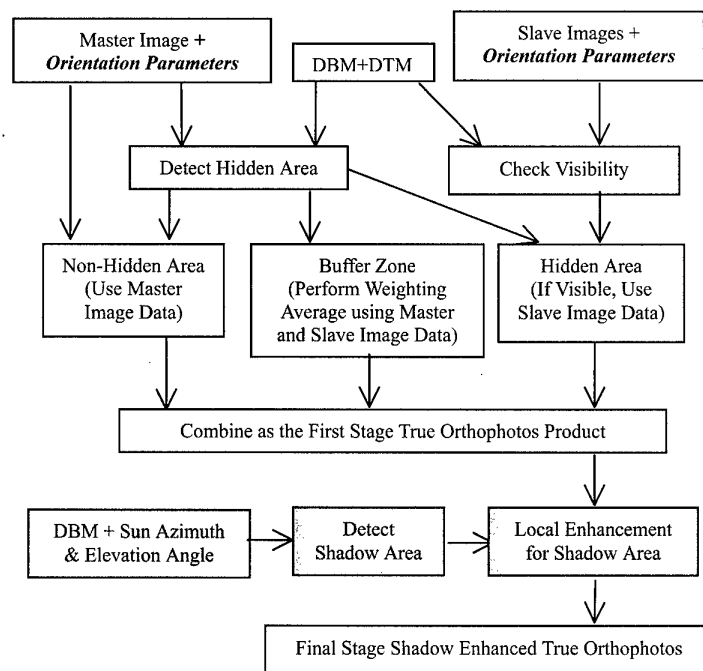 Master Image +
Orientation Parameters
DBM+DTM
Slave Images +
Orientation Parameters
Detect Hidden Area
Check Visibility
Non-Hidden Area
(Use Master
Image Data)
Buffer Zone
(Perform Weighting
Average using Master
and Slave Image Data)
Hidden Area
(If Visible, Use
Slave Image Data)
Combine as the First Stage True Orthophotos Product
DBM + Sun Azimuth
& Elevation Angle
Detect
Shadow Area
Local Enhancement
for Shadow Area
Final Stage Shadow Enhanced True Orthophotos